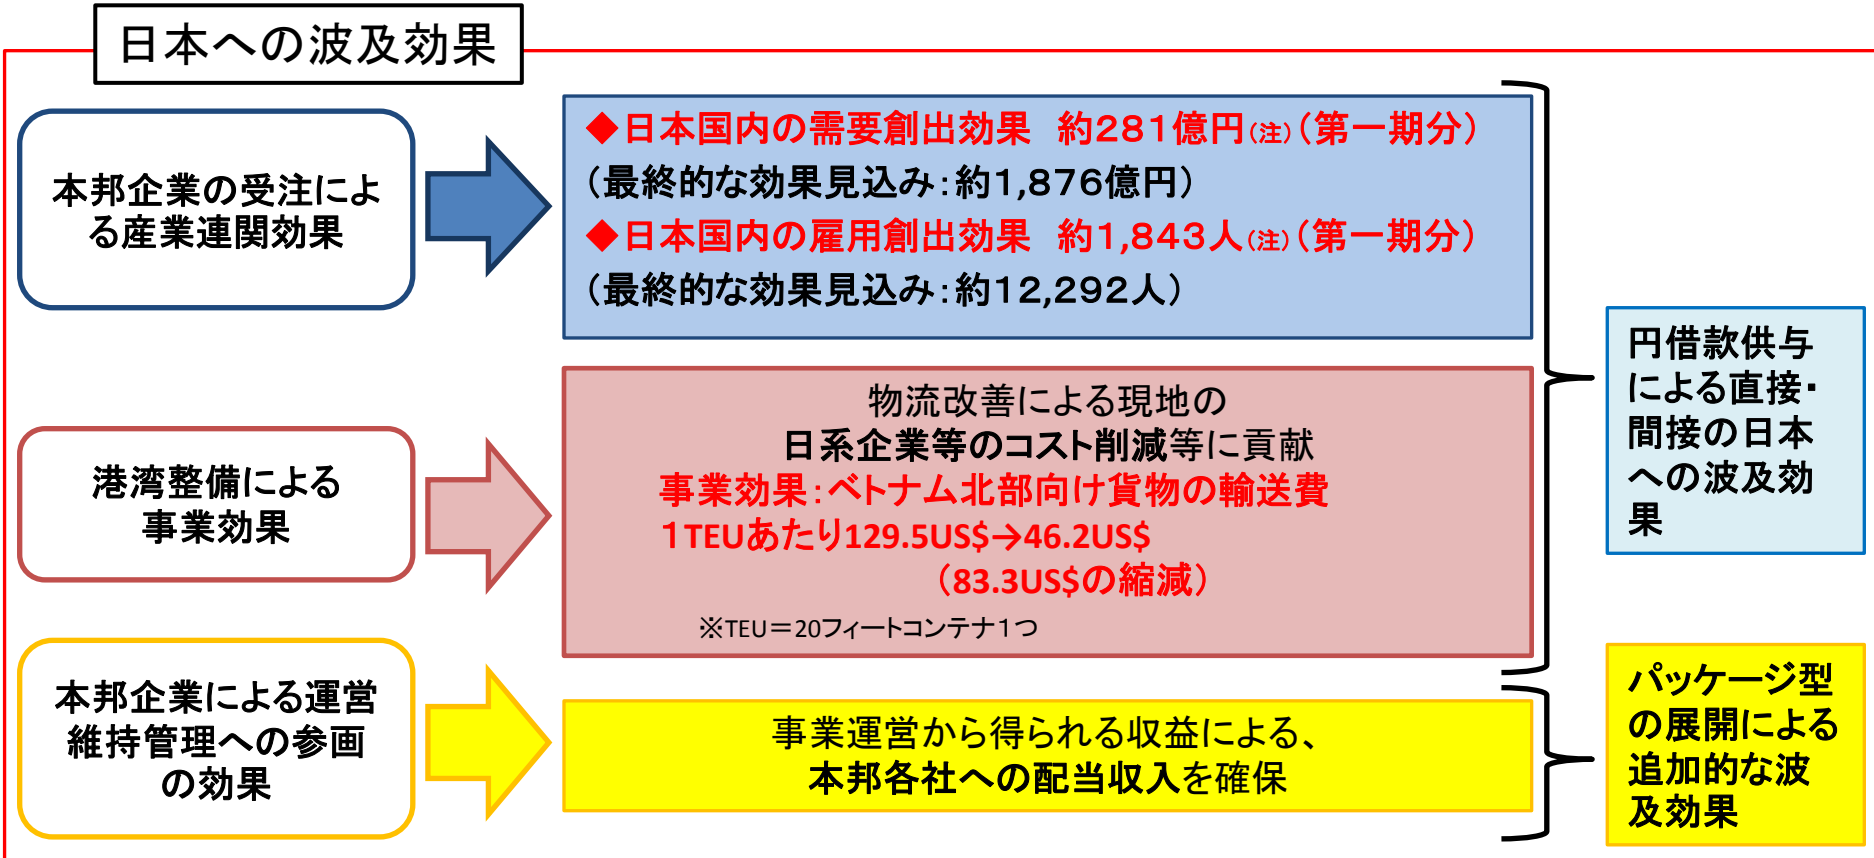 日本への波及効果
本邦企業の受注によ
る産業連関効果
◆日本国内の需要創出効果　約281億円(注)(第一期分)
(最終的な効果見込み:約1,876億円)
◆日本国内の雇用創出効果　約1,843人(注)(第一期分)
(最終的な効果見込み:約12,292人)
港湾整備による
事業効果
物流改善による現地の
日系企業等のコスト削減等に貢献
事業効果:ベトナム北部向け貨物の輸送費
1TEUあたり129.5US$→46.2US$
(83.3US$の縮減)
※TEU=20フィートコンテナ1つ
円借款供与
による直接・
間接の日本
への波及効
果
本邦企業による運営
維持管理への参画
の効果
事業運営から得られる収益による、
本邦各社への配当収入を確保
パッケージ型
の展開による
追加的な波
及効果